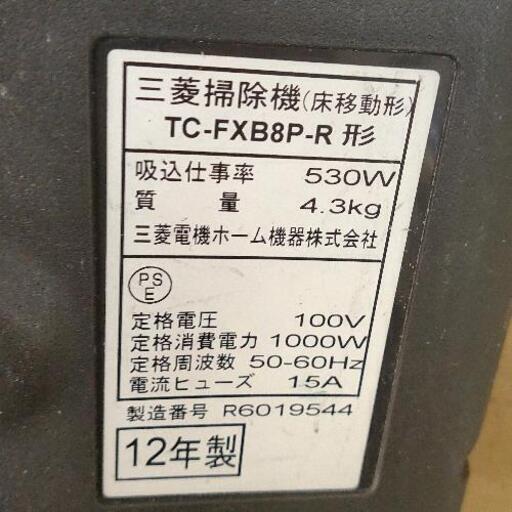 三菱掃除機(床移動形)
TC-FXB8P-R 形
吸込仕事率 530W
質量 4.3kg
三菱電機ホーム機器株式会社
PS
E
定格電圧 100V
定格消費電力 1000W
定格周波数 50-60Hz
電流ヒューズ 15A
製造番号 R6019544
12年製